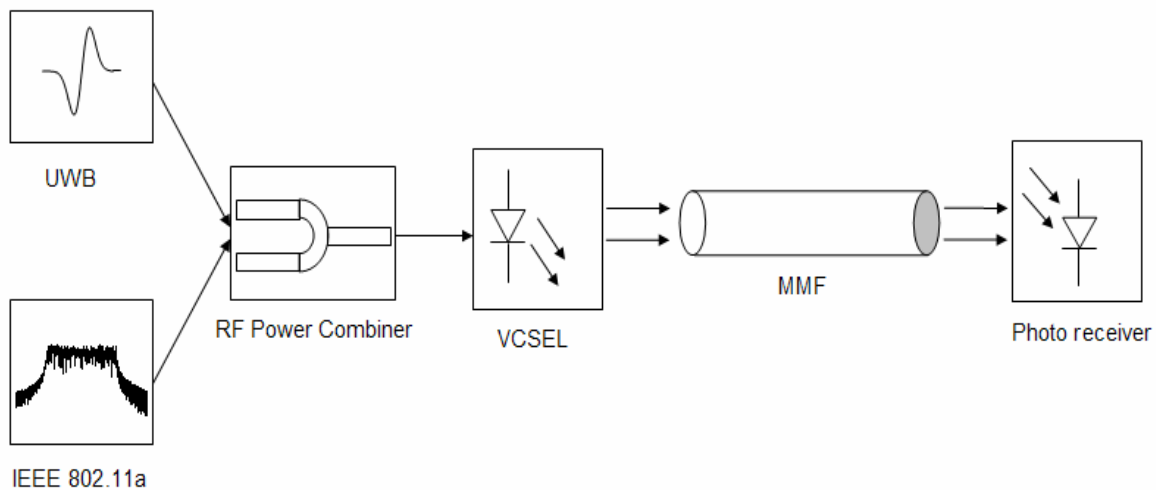 UWB
RF Power Combiner
VCSEL
MMF
Photo receiver
IEEE 802.11a